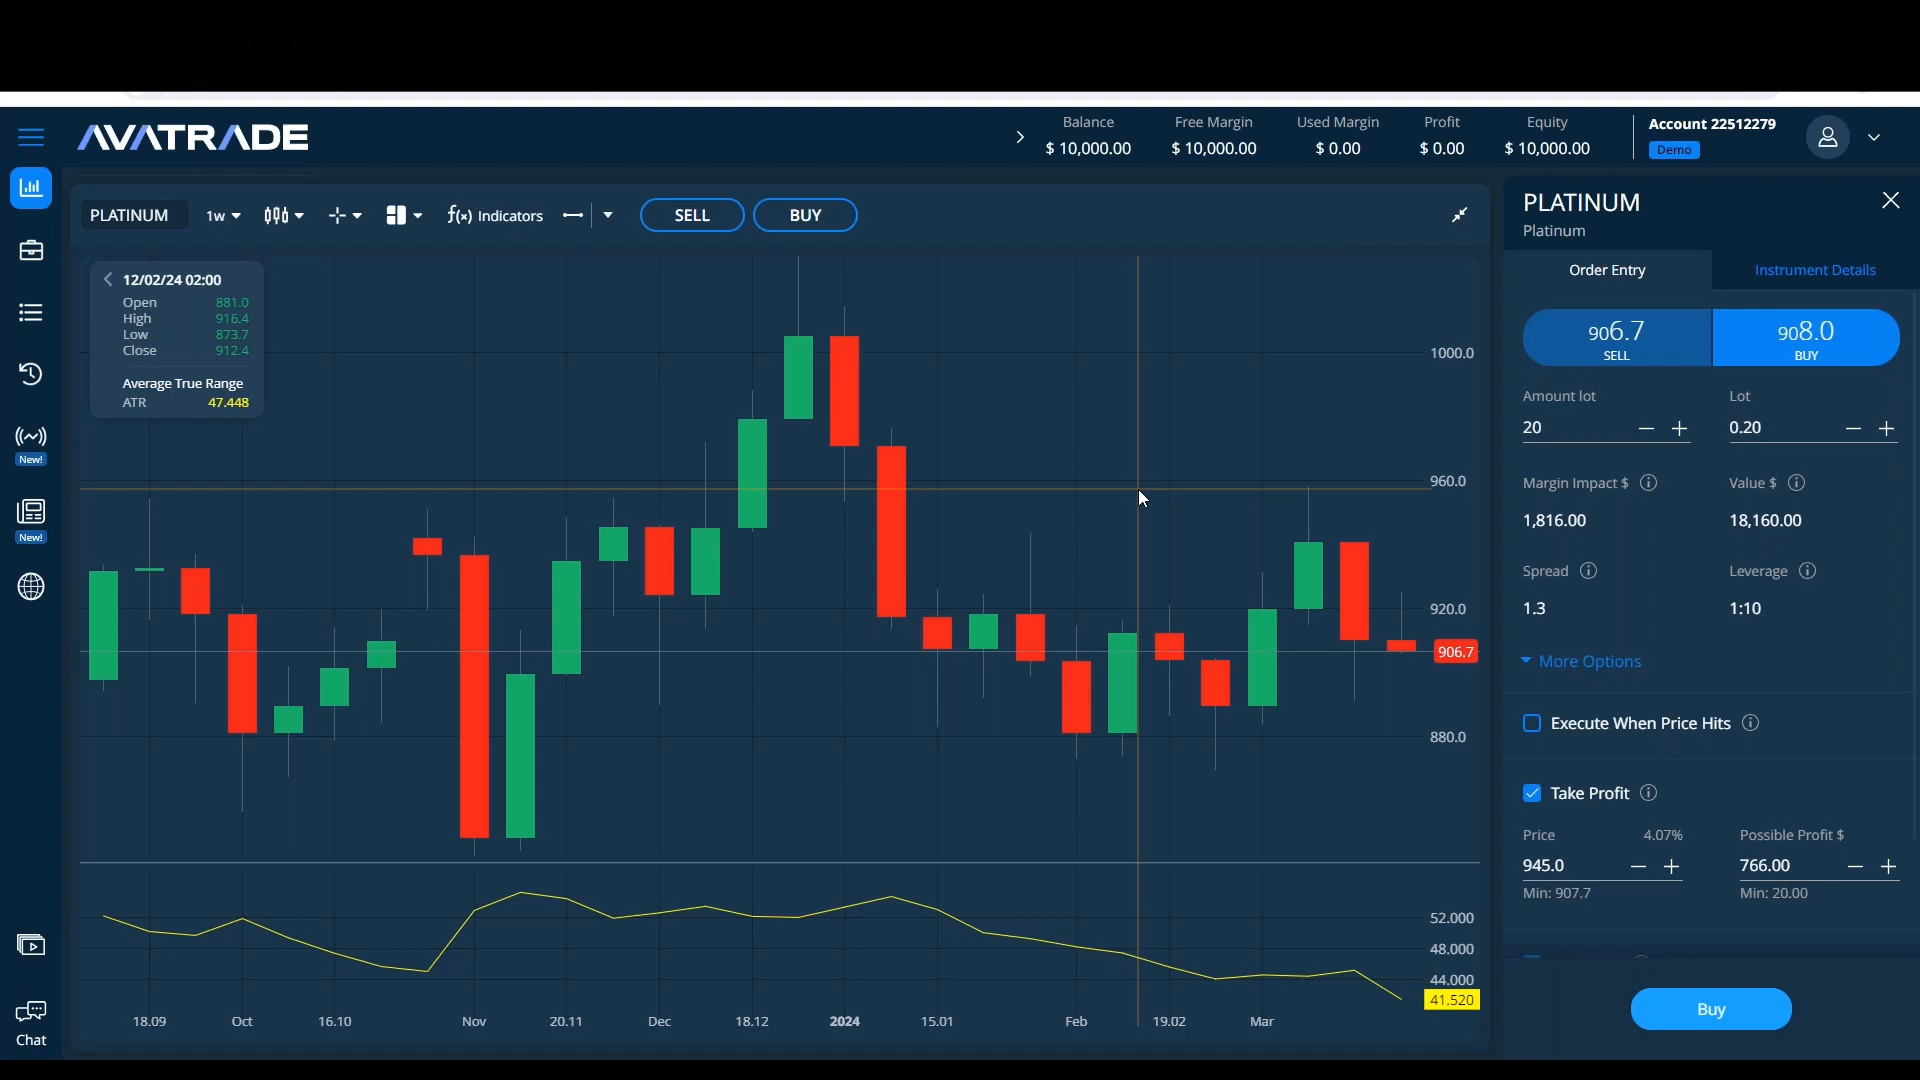 AVATRADE
Balance
$ 10,000.00
Free Margin
$ 10,000.00
Used Margin
$ 0.00
Profit
$ 0.00
Equity
$ 10,000.00
Account 22512279
Demo
PLATINUM
1w
f(x) Indicators
SELL
BUY
12/02/24 02:00
Open 881.0
High 916.4
Low 873.7
Close 912.4
Average True Range
ATR 47.448
1000.0
960.0
920.0
906.7
880.0
52.000
48.000
44.000
41.520
18.09
Oct
16.10
Nov
20.11
Dec
18.12
2024
15.01
Feb
19.02
Mar
New!
New!
Chat
PLATINUM
Platinum
Order Entry
Instrument Details
906.7
SELL
908.0
BUY
Amount lot
20
Lot
0.20
Margin Impact $
1,816.00
Value $
18,160.00
Spread
1.3
Leverage
1:10
More Options
Execute When Price Hits
Take Profit
Price 4.07%
945.0
Min: 907.7
Possible Profit $
766.00
Min: 20.00
Buy